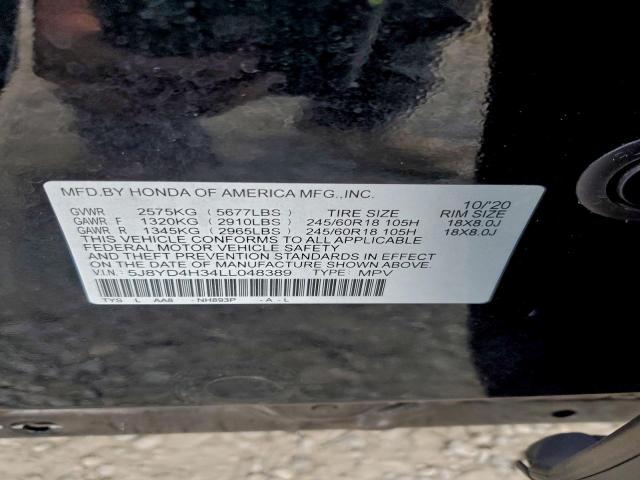 MFD.BY HONDA OF AMERICA MFG.,INC. 10/'20
GVWR 2575KG (5677LBS) TIRE SIZE RIM SIZE
GAWR F 1320KG (2910LBS) 245/60R18 105H 18X8.0J
GAWR R 1345KG (2965LBS) 245/60R18 105H 18X8.0J
THIS VEHICLE CONFORMS TO ALL APPLICABLE
FEDERAL MOTOR VEHICLE SAFETY
AND THEFT PREVENTION STANDARDS IN EFFECT
ON THE DATE OF MANUFACTURE SHOWN ABOVE.
V.I.N.: 5J8YD4H34LL048389 TYPE: MPV
TYS L AA8 -NH893P -A -L